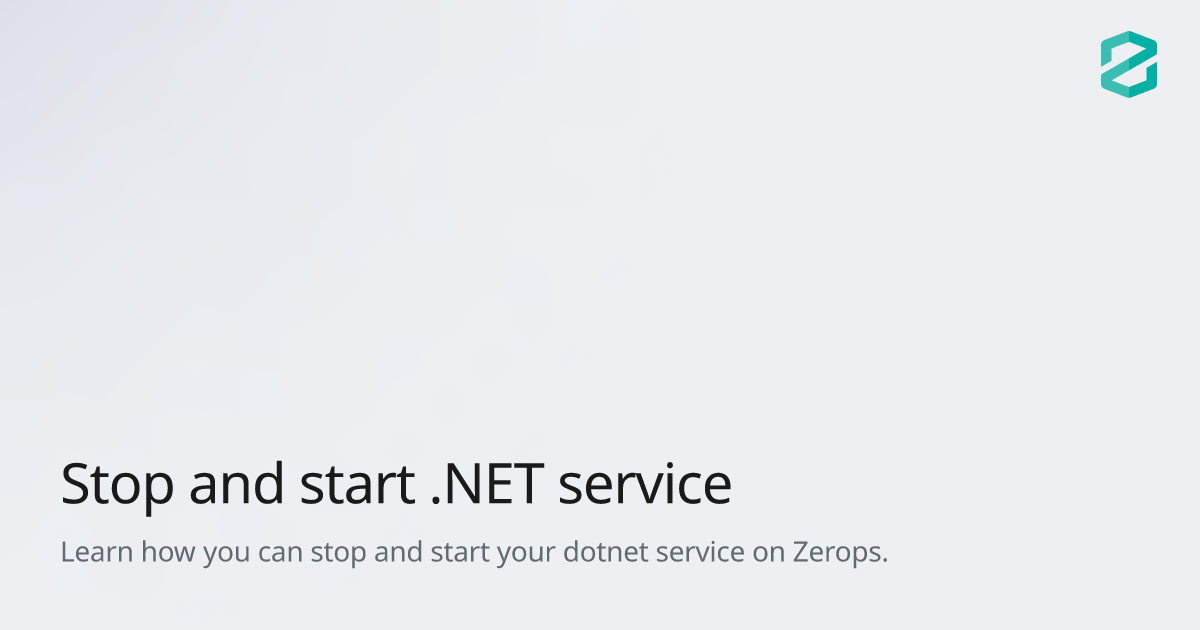 Stop and start .NET service
Learn how you can stop and start your dotnet service on Zerops.